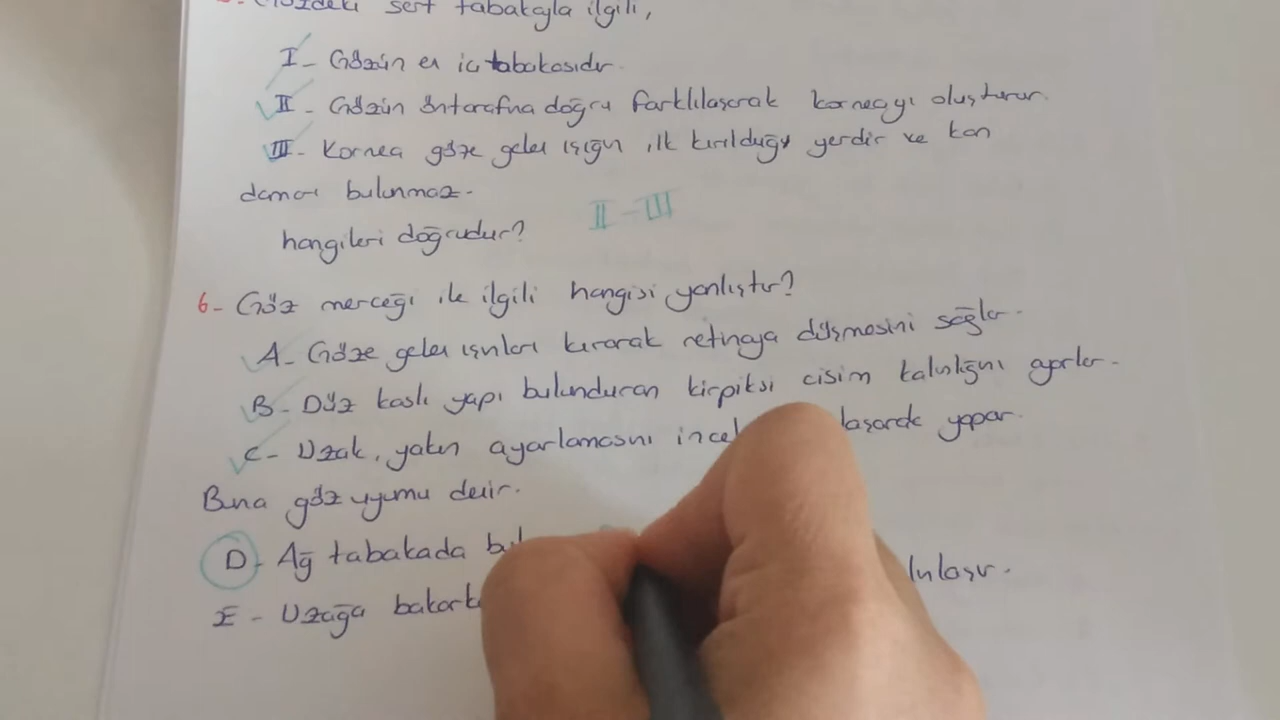 sert tabakayla ilgili,
I- Gözün en iç tabakasıdır.
II- Gözün ön tarafına doğru farklılaşarak korneayı oluşturur.
III- Kornea göze gelen ışığın ilk kırıldığı yerdir ve kan
damarı bulunmaz.
II-III
hangileri doğrudur?
6- Göz merceği ile ilgili hangisi yanlıştır?
A- Göze gelen ışınları kırarak retinaya düşmesini sağlar.
B- Düz kaslı yapı bulunduran kirpiksi cisim kalınlığını ayarlar.
C- Uzak, yakın ayarlamasını yapar.
Buna göz uyumu denir.
D- Ağ tabakada
E- Uzağa